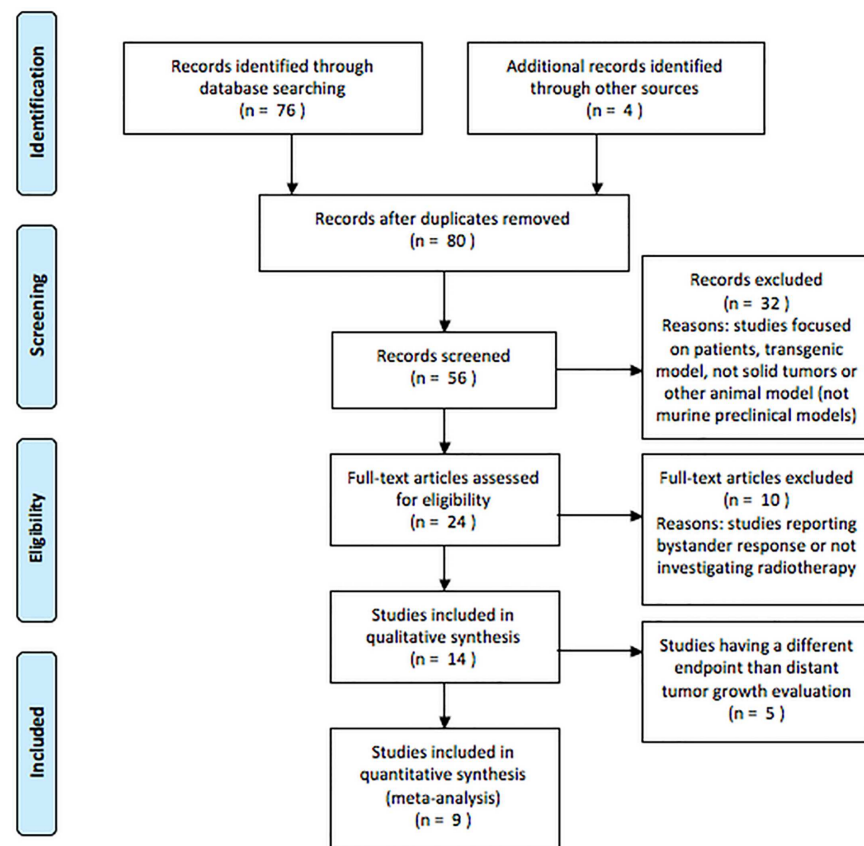 Identification
Records identified through
database searching
(n = 76 )
Additional records identified
through other sources
(n = 4 )
Records after duplicates removed
(n = 80 )
Screening
Records screened
(n = 56 )
Records excluded
(n = 32 )
Reasons: studies focused
on patients, transgenic
model, not solid tumors or
other animal model (not
murine preclinical models)
Eligibility
Full-text articles assessed
for eligibility
(n = 24 )
Full-text articles excluded
(n = 10 )
Reasons: studies reporting
bystander response or not
investigating radiotherapy
Studies included in
qualitative synthesis
(n = 14 )
Studies having a different
endpoint than distant
tumor growth evaluation
(n = 5 )
Included
Studies included in
quantitative synthesis
(meta-analysis)
(n = 9 )